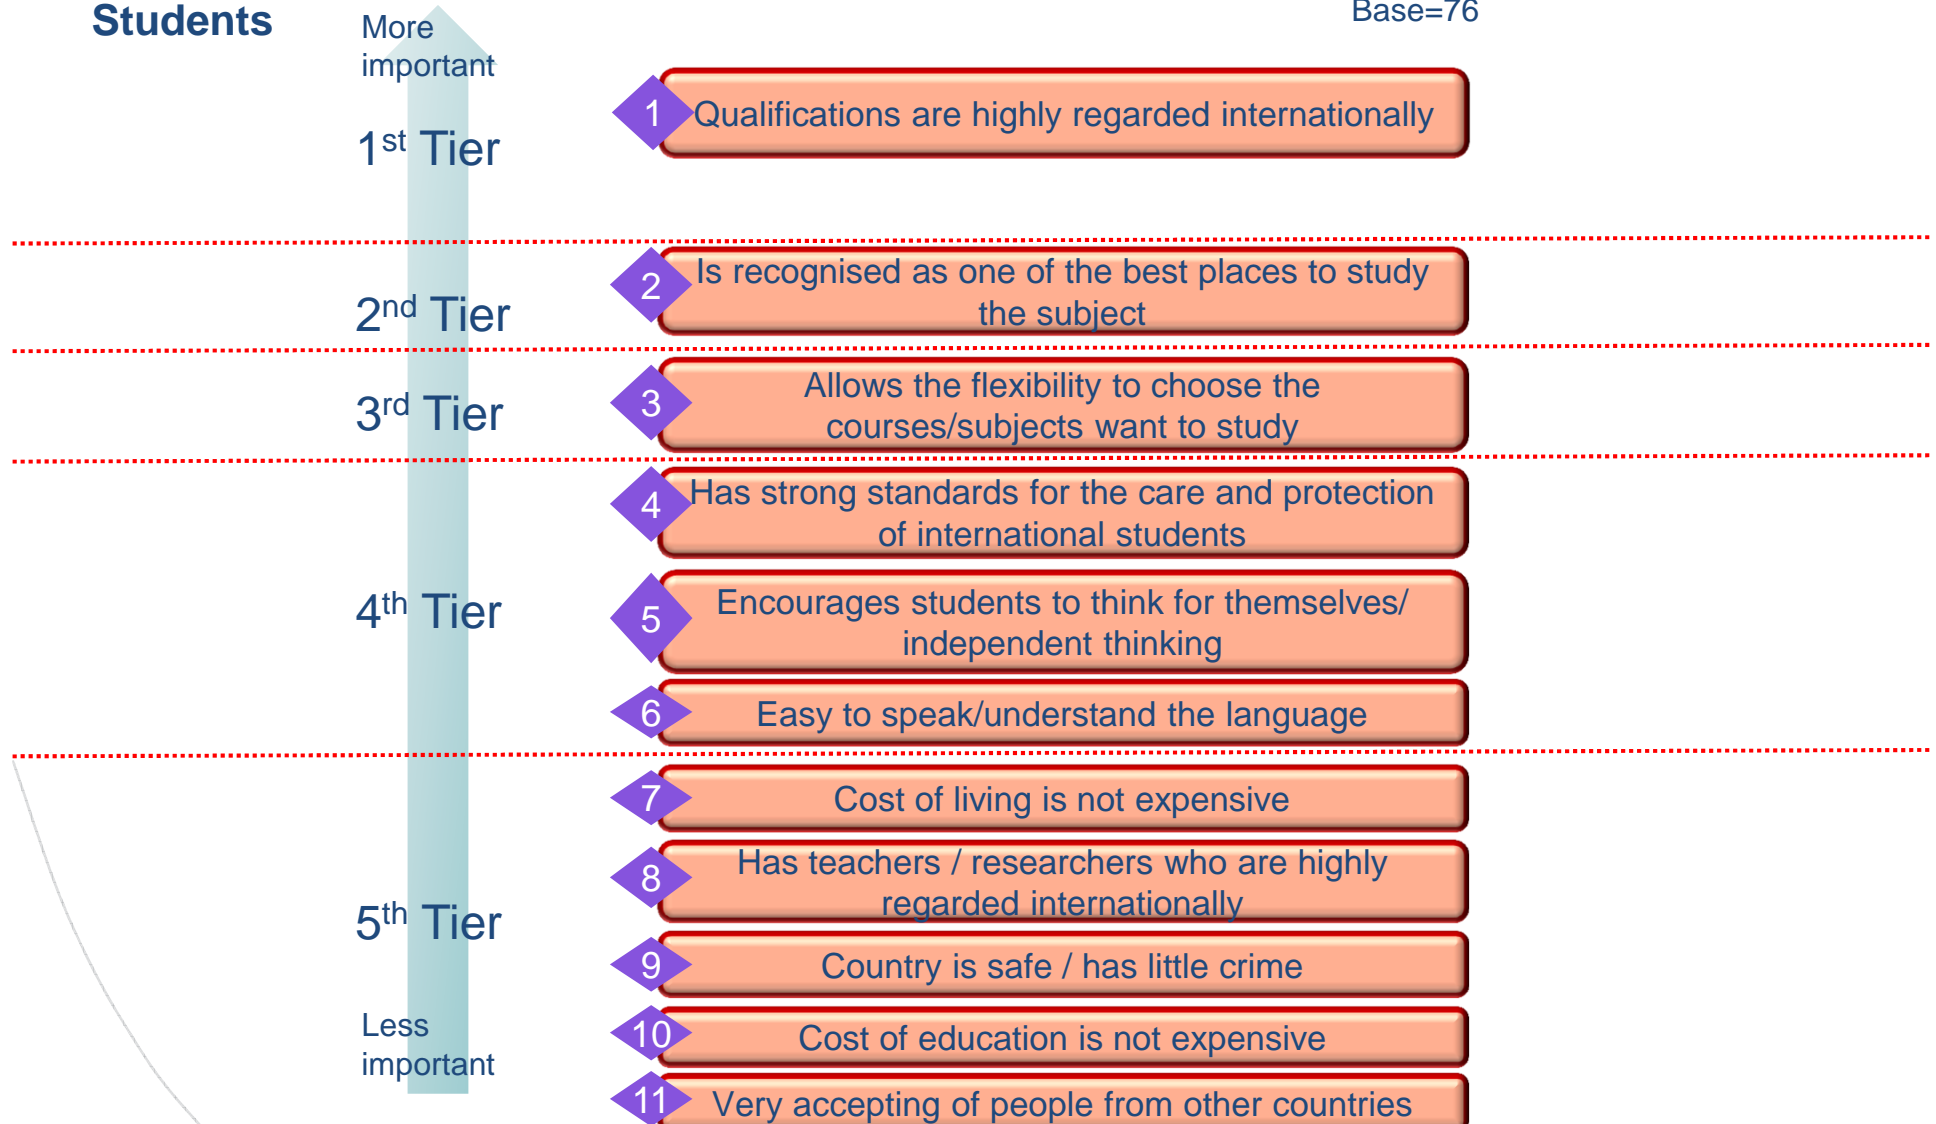 Students
Base=76
More
important
1st Tier
1
Qualifications are highly regarded internationally
2nd Tier
2
Is recognised as one of the best places to study
the subject
3rd Tier
3
Allows the flexibility to choose the
courses/subjects want to study
4th Tier
4
Has strong standards for the care and protection
of international students
5
Encourages students to think for themselves/
independent thinking
6
Easy to speak/understand the language
5th Tier
7
Cost of living is not expensive
8
Has teachers / researchers who are highly
regarded internationally
9
Country is safe / has little crime
Less
important
10
Cost of education is not expensive
11
Very accepting of people from other countries